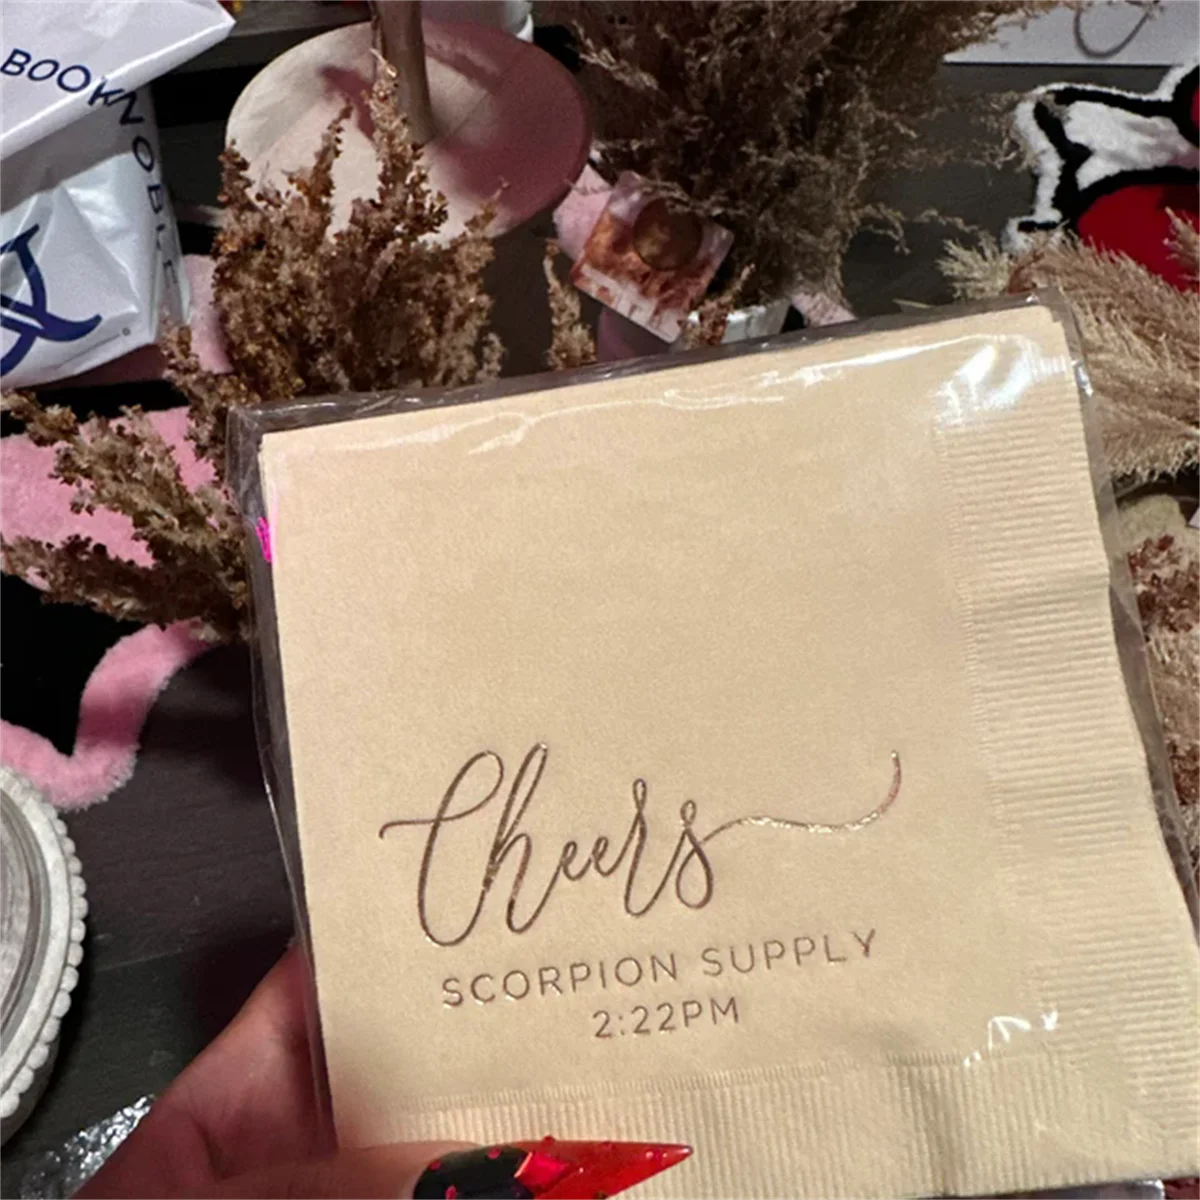 BOOK
NOBLE
Cheers
SCORPION SUPPLY
2:22PM